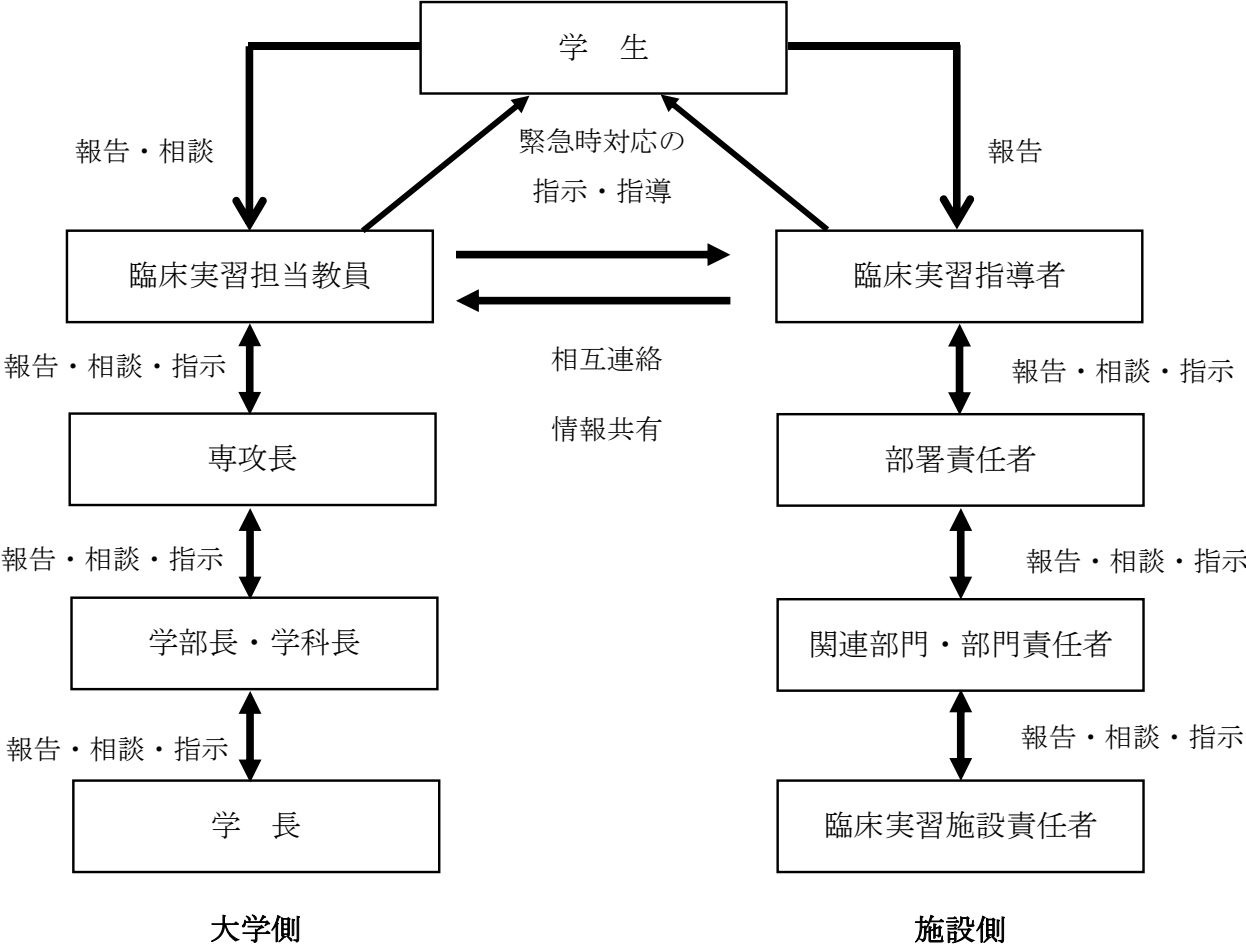 学　生
報告・相談
緊急時対応の
指示・指導
報告
臨床実習担当教員
臨床実習指導者
報告・相談・指示
相互連絡
情報共有
報告・相談・指示
専攻長
部署責任者
報告・相談・指示
報告・相談・指示
学部長・学科長
関連部門・部門責任者
報告・相談・指示
報告・相談・指示
学　長
臨床実習施設責任者
大学側
施設側